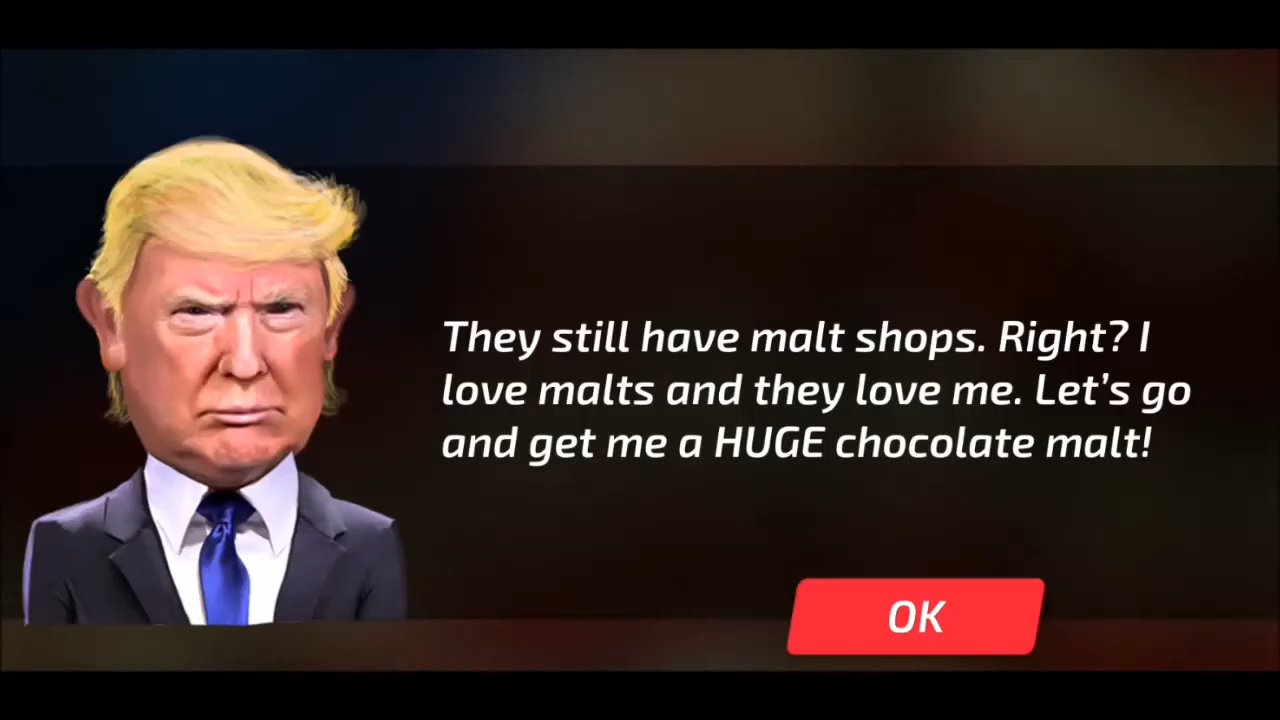 They still have malt shops. Right? I
love malts and they love me. Let’s go
and get me a HUGE chocolate malt!
OK